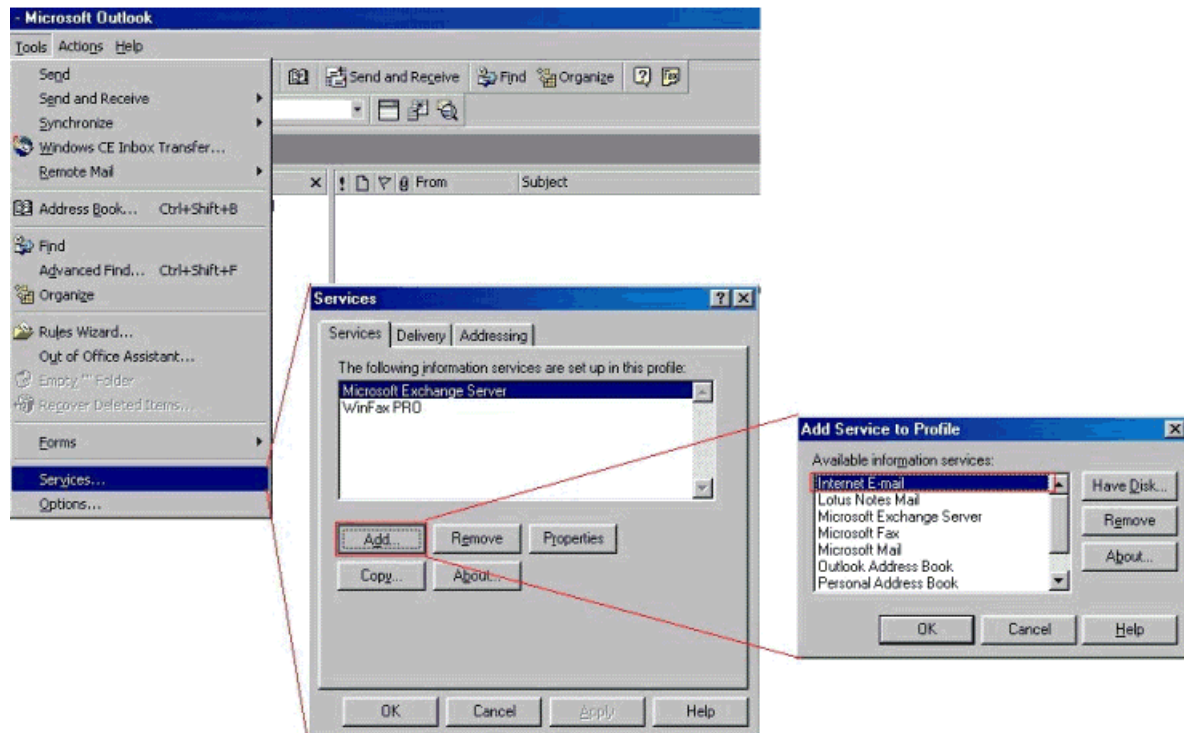 - Microsoft Outlook
Tools Actions Help
Send
Send and Receive
Synchronize
Windows CE Inbox Transfer...
Remote Mail
Address Book... Ctrl+Shift+B
Find
Advanced Find... Ctrl+Shift+F
Organize
Rules Wizard...
Out of Office Assistant...
Empty "" Folder
Recover Deleted Items...
Forms
Services...
Options...
Send and Receive Find Organize
From Subject
Services
Services Delivery Addressing
The following information services are set up in this profile:
Microsoft Exchange Server
WinFax PRO
Add... Remove Properties
Copy... About...
OK Cancel Apply Help
Add Service to Profile
Available information services:
Internet E-mail
Lotus Notes Mail
Microsoft Exchange Server
Microsoft Fax
Microsoft Mail
Outlook Address Book
Personal Address Book
Have Disk...
Remove
About...
OK Cancel Help